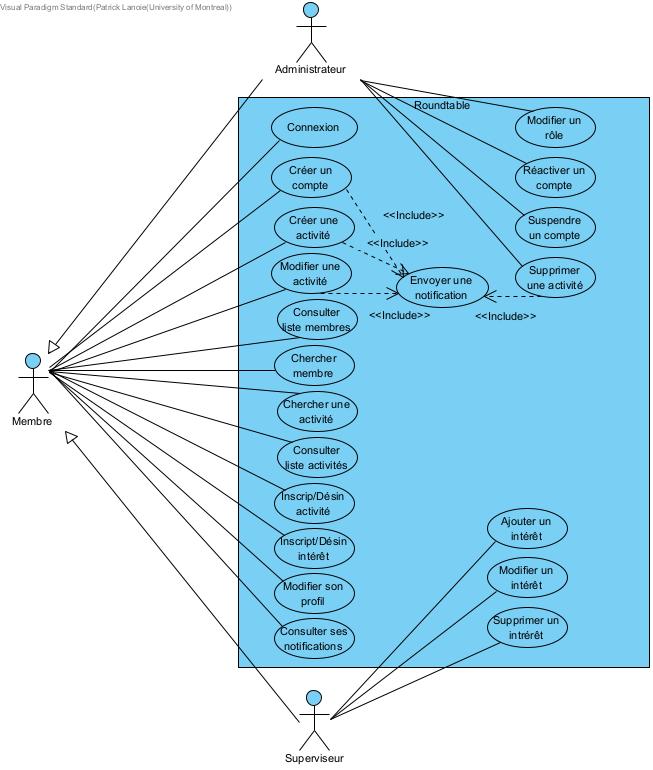 Visual Paradigm Standard(Patrick Lanoie(University of Montreal))
Administrateur
Roundtable
Connexion
Modifier un
rôle
Créer un
compte
Réactiver un
compte
<<Include>>
Créer une
activité
Suspendre
un compte
<<Include>>
Modifier une
activité
Envoyer une
notification
Supprimer
une activité
Consulter
liste membres
<<Include>>
<<Include>>
Chercher
membre
Membre
Chercher une
activité
Consulter
liste activités
Inscrip/Désin
activité
Ajouter un
intérêt
Inscript/Désin
intérêt
Modifier un
intérêt
Modifier son
profil
Supprimer un
intrérêt
Consulter ses
notifications
Superviseur